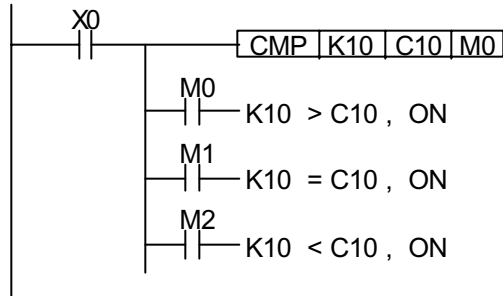 X0
CMP K10 C10 M0
M0
K10 > C10 , ON
M1
K10 = C10 , ON
M2
K10 < C10 , ON